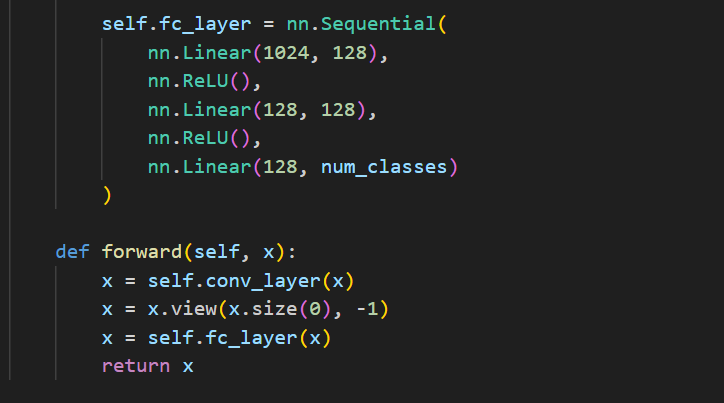 self.fc_layer = nn.Sequential(
nn.Linear(1024, 128),
nn.ReLU(),
nn.Linear(128, 128),
nn.ReLU(),
nn.Linear(128, num_classes)
)
def forward(self, x):
x = self.conv_layer(x)
x = x.view(x.size(0), -1)
x = self.fc_layer(x)
return x